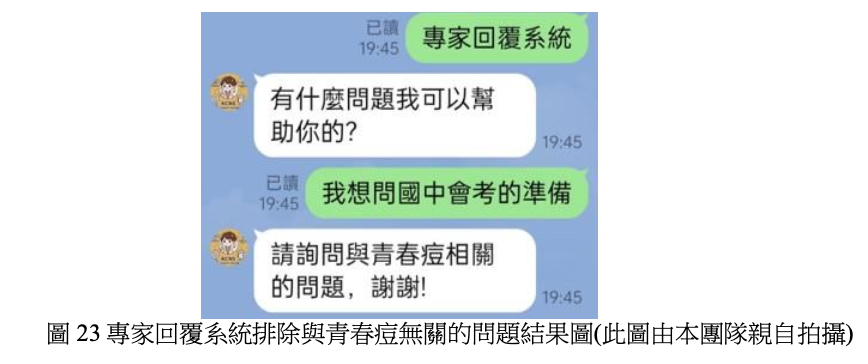 已讀
19:45
專家回覆系統
有什麼問題我可以幫
助你的?
19:45
已讀
19:45
我想問國中會考的準備
請詢問與青春痘相關
的問題，謝謝!
19:45
圖 23 專家回覆系統排除與青春痘無關的問題結果圖(此圖由本團隊親自拍攝)